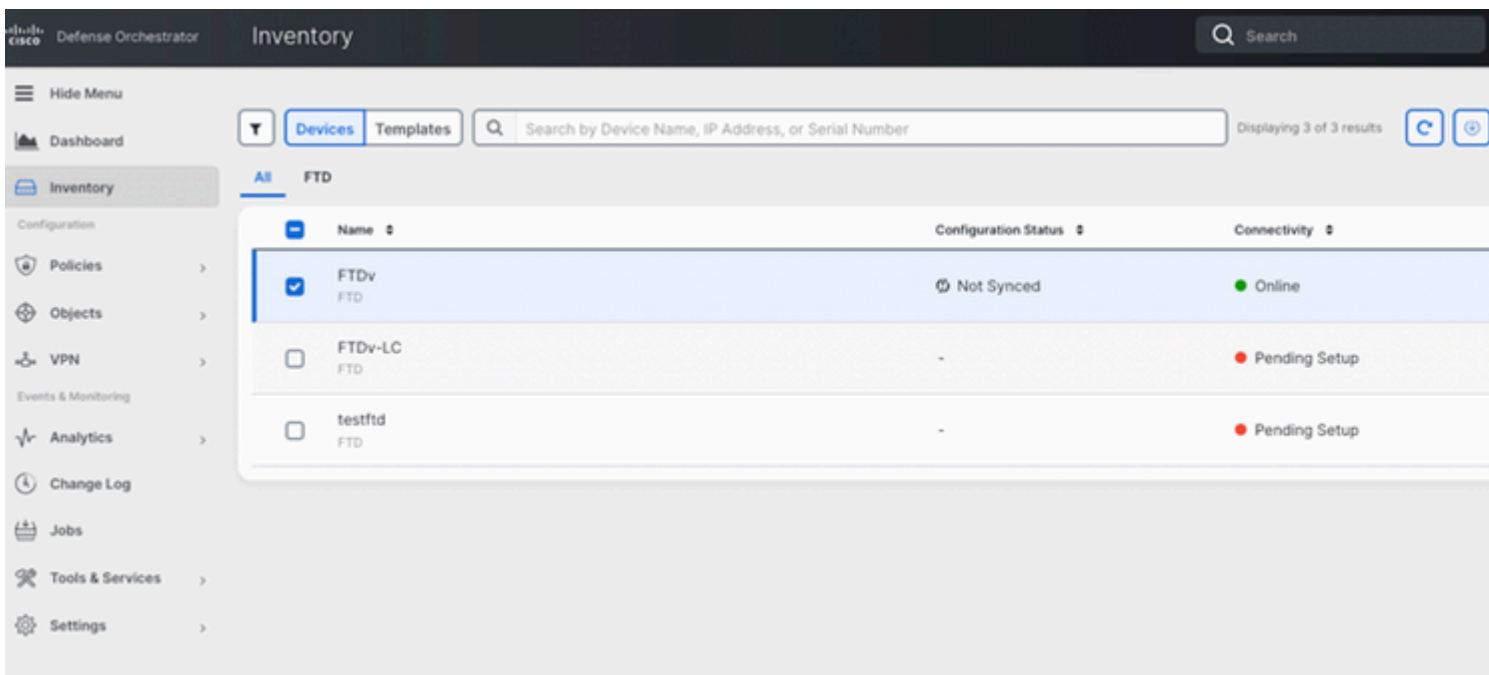 cisco Defense Orchestrator Inventory Search
Hide Menu
Dashboard
Inventory
Configuration
Policies
Objects
VPN
Events & Monitoring
Analytics
Change Log
Jobs
Tools & Services
Settings
Devices Templates Search by Device Name, IP Address, or Serial Number Displaying 3 of 3 results
All FTD
Name Configuration Status Connectivity
FTDv Not Synced Online
FTD
FTDv-LC - Pending Setup
FTD
testftd - Pending Setup
FTD